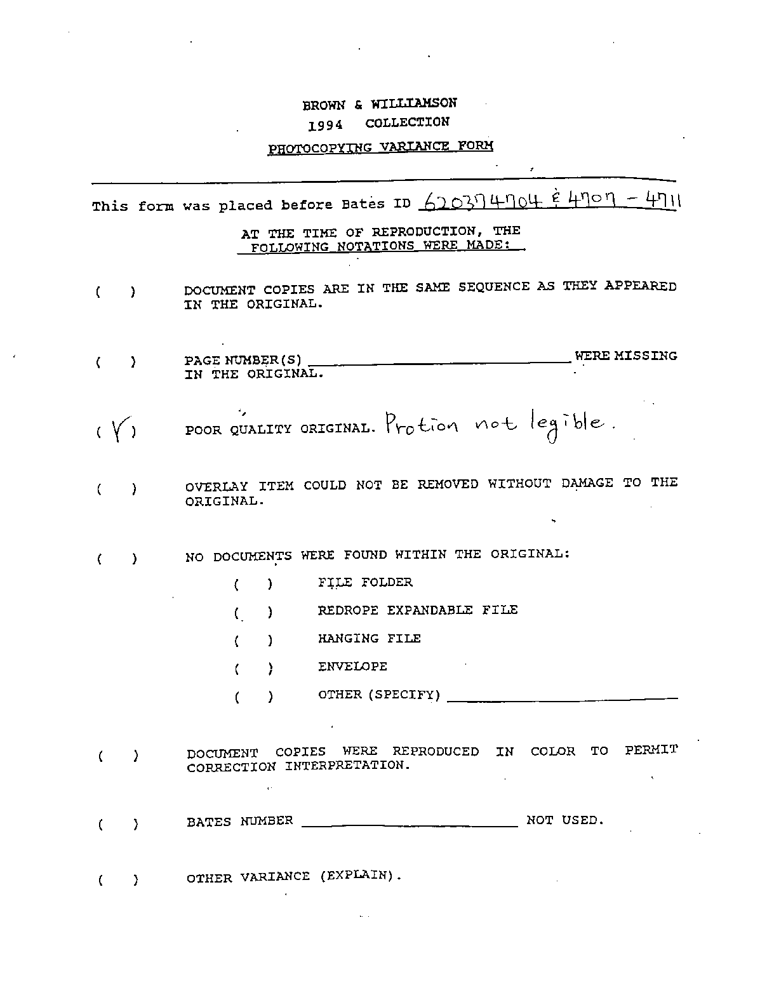 BROWN & WILLIAMSON
1994 COLLECTION
PHOTOCOPYING VARIANCE FORM
This form was placed before Bates ID 620374704 & 4707 - 4711
AT THE TIME OF REPRODUCTION, THE
FOLLOWING NOTATIONS WERE MADE:
( ) DOCUMENT COPIES ARE IN THE SAME SEQUENCE AS THEY APPEARED
IN THE ORIGINAL.
( ) PAGE NUMBER(S) ____________________ WERE MISSING
IN THE ORIGINAL.
(√) POOR QUALITY ORIGINAL. Protion not legible.
( ) OVERLAY ITEM COULD NOT BE REMOVED WITHOUT DAMAGE TO THE
ORIGINAL.
( ) NO DOCUMENTS WERE FOUND WITHIN THE ORIGINAL:
( ) FILE FOLDER
( ) REDROPE EXPANDABLE FILE
( ) HANGING FILE
( ) ENVELOPE
( ) OTHER (SPECIFY) ____________________
( ) DOCUMENT COPIES WERE REPRODUCED IN COLOR TO PERMIT
CORRECTION INTERPRETATION.
( ) BATES NUMBER ____________________ NOT USED.
( ) OTHER VARIANCE (EXPLAIN).